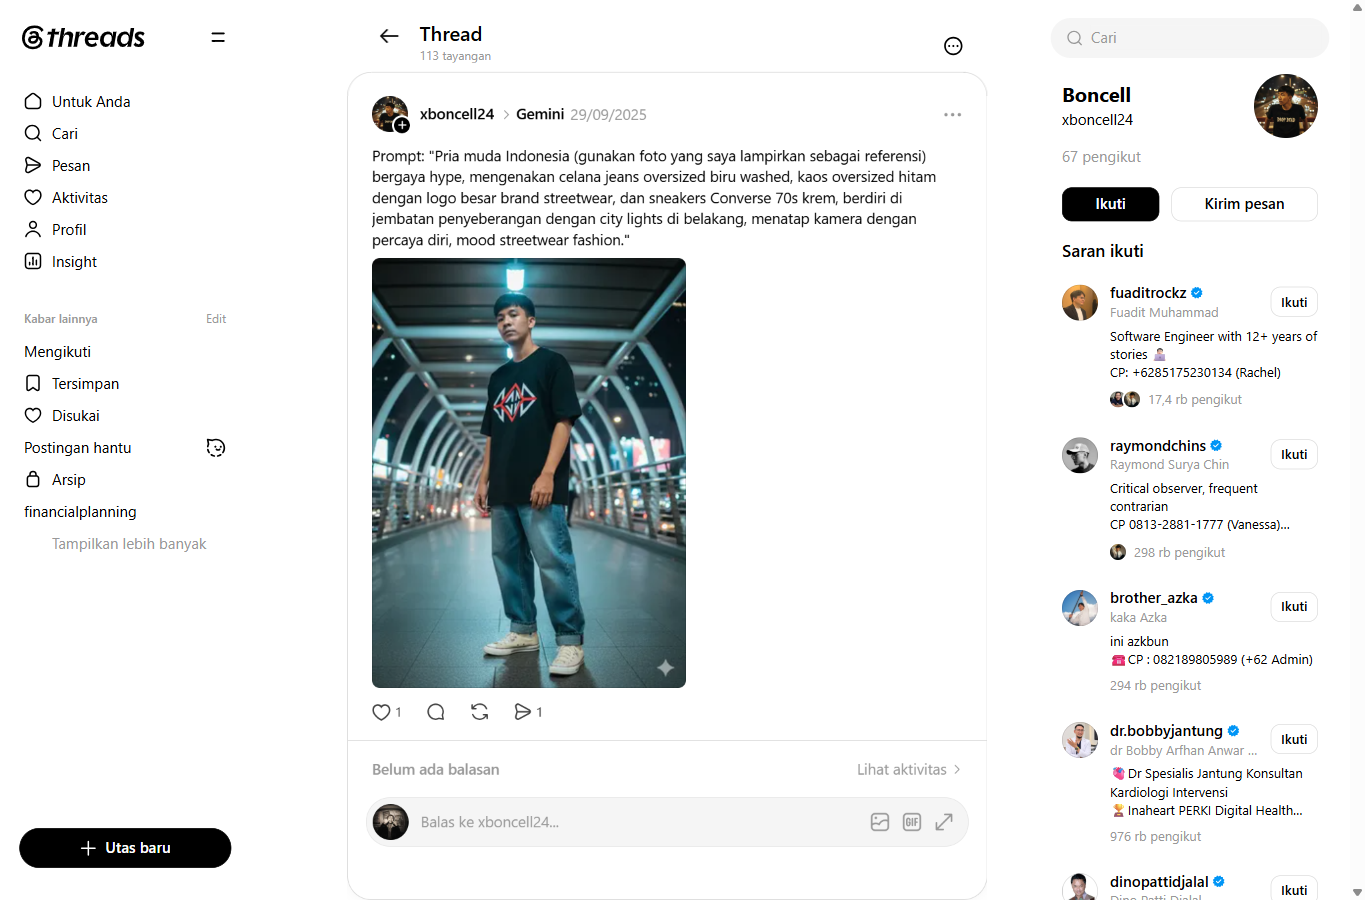 threads
Untuk Anda
Cari
Pesan
Aktivitas
Profil
Insight
Kabar lainnya
Edit
Mengikuti
Tersimpan
Disukai
Postingan hantu
Arsip
financialplanning
Tampilkan lebih banyak
Utas baru
Thread
113 tayangan
xboncell24 > Gemini 29/09/2025
Prompt: "Pria muda Indonesia (gunakan foto yang saya lampirkan sebagai referensi)
bergaya hype, mengenakan celana jeans oversized biru washed, kaos oversized hitam
dengan logo besar brand streetwear, dan sneakers Converse 70s krem, berdiri di
jembatan penyeberangan dengan city lights di belakang, menatap kamera dengan
percaya diri, mood streetwear fashion."
1
1
Belum ada balasan
Lihat aktivitas
Balas ke xboncell24...
GIF
Cari
Boncell
xboncell24
67 pengikut
Ikuti
Kirim pesan
Saran ikuti
fuaditrockz
Fuadit Muhammad
Ikuti
Software Engineer with 12+ years of
stories
CP: +6285175230134 (Rachel)
17,4 rb pengikut
raymondchins
Raymond Surya Chin
Ikuti
Critical observer, frequent
contrarian
CP 0813-2881-1777 (Vanessa)...
298 rb pengikut
brother_azka
kaka Azka
Ikuti
ini azkbun
☎️CP : 082189805989 (+62 Admin)
294 rb pengikut
dr.bobbyjantung
dr Bobby Arfhan Anwar ...
Ikuti
🫀Dr Spesialis Jantung Konsultan
Kardiologi Intervensi
🏆Inaheart PERKI Digital Health...
976 rb pengikut
dinopattidjalal
Dino Patti Djalal
Ikuti